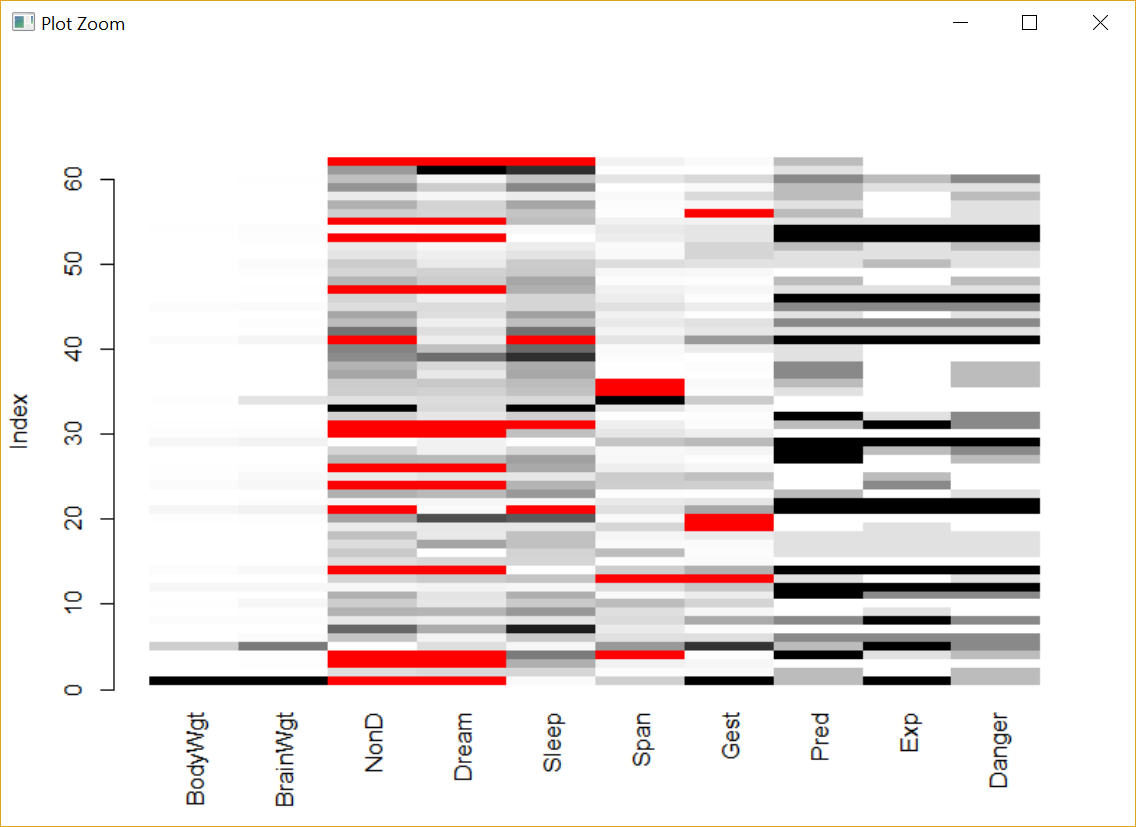 Plot Zoom
60
50
40
30
20
10
0
Index
BodyWgt
BrainWgt
NonD
Dream
Sleep
Span
Gest
Pred
Exp
Danger